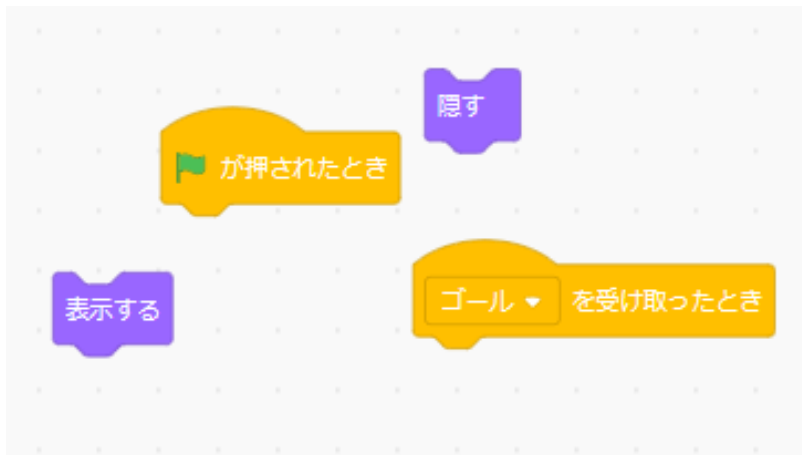 隠す
が押されたとき
表示する
ゴール を受け取ったとき